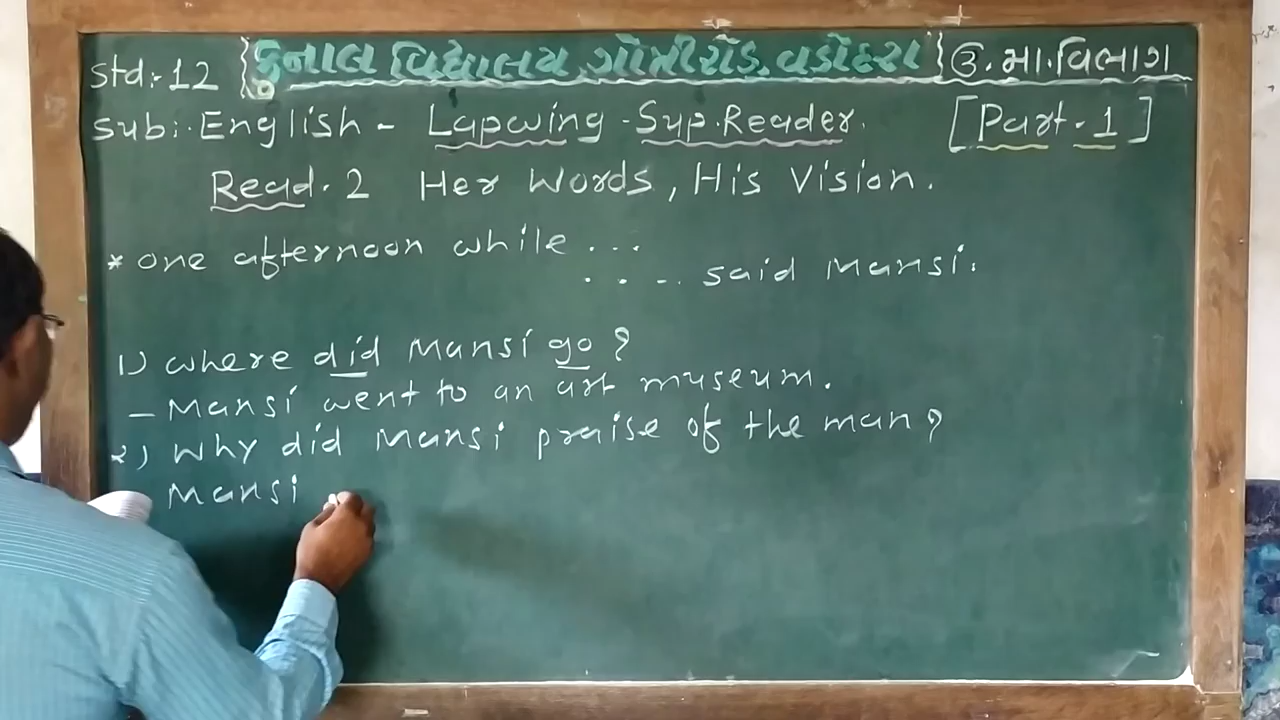 Std:-12 કુનાલ વિદ્યાલય, ગોત્રીરોડ, વડોદરા ઉ.મા.વિભાગ
Sub:-English - Lapwing -Sup.Reader. [Part-1]
Read-2 Her Words, His Vision.
* one afternoon while ...
.... said Mansi.
1) where did Mansi go?
- Mansi went to an art museum.
2) Why did Mansi praise of the man?
Mansi